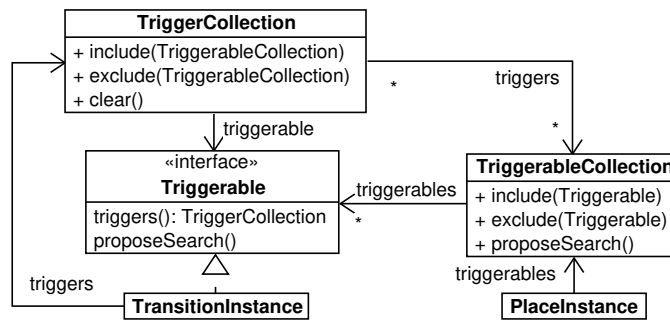 TriggerCollection
+ include(TriggerableCollection)
+ exclude(TriggerableCollection)
+ clear()
*
triggers
*
triggerable
«interface»
Triggerable
triggers(): TriggerCollection
proposeSearch()
triggerables
*
TriggerableCollection
+ include(Triggerable)
+ exclude(Triggerable)
+ proposeSearch()
triggers
triggerables
TransitionInstance
PlaceInstance